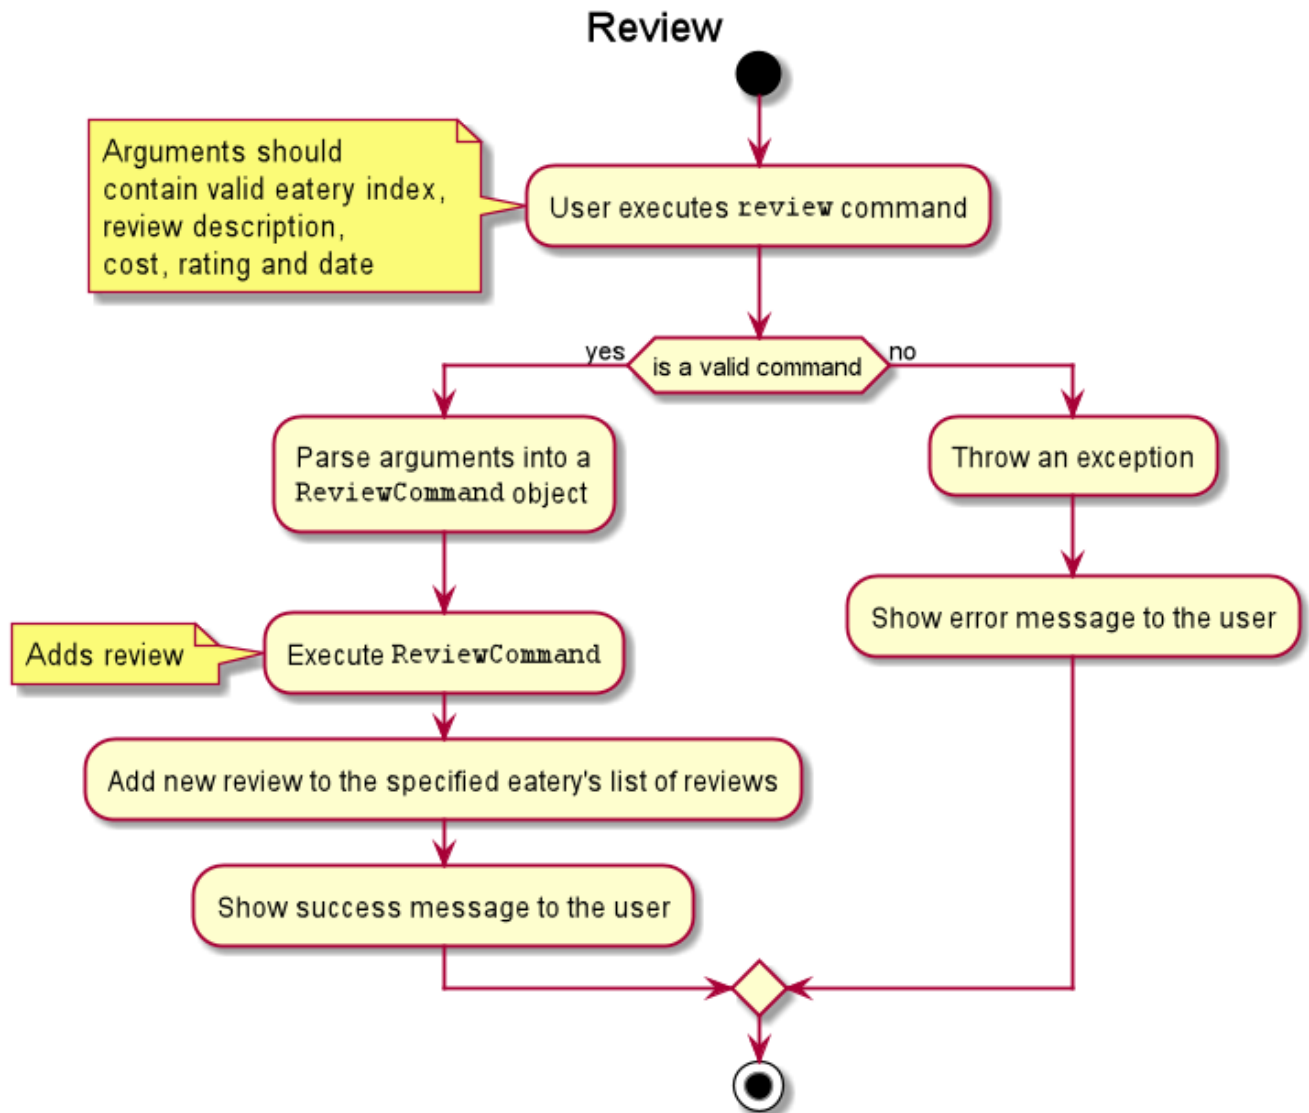 Review
Arguments should
contain valid eatery index,
review description,
cost, rating and date
User executes review command
yes
is a valid command
no
Parse arguments into a
ReviewCommand object
Throw an exception
Show error message to the user
Adds review
Execute ReviewCommand
Add new review to the specified eatery's list of reviews
Show success message to the user